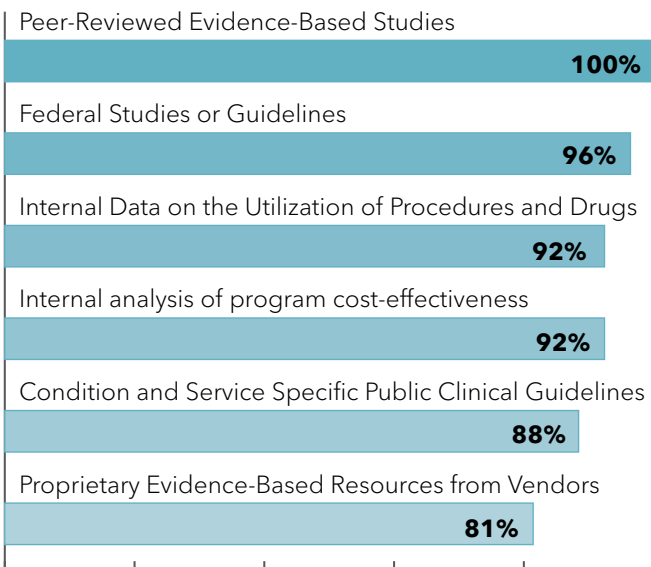 Peer-Reviewed Evidence-Based Studies
100%
Federal Studies or Guidelines
96%
Internal Data on the Utilization of Procedures and Drugs
92%
Internal analysis of program cost-effectiveness
92%
Condition and Service Specific Public Clinical Guidelines
88%
Proprietary Evidence-Based Resources from Vendors
81%